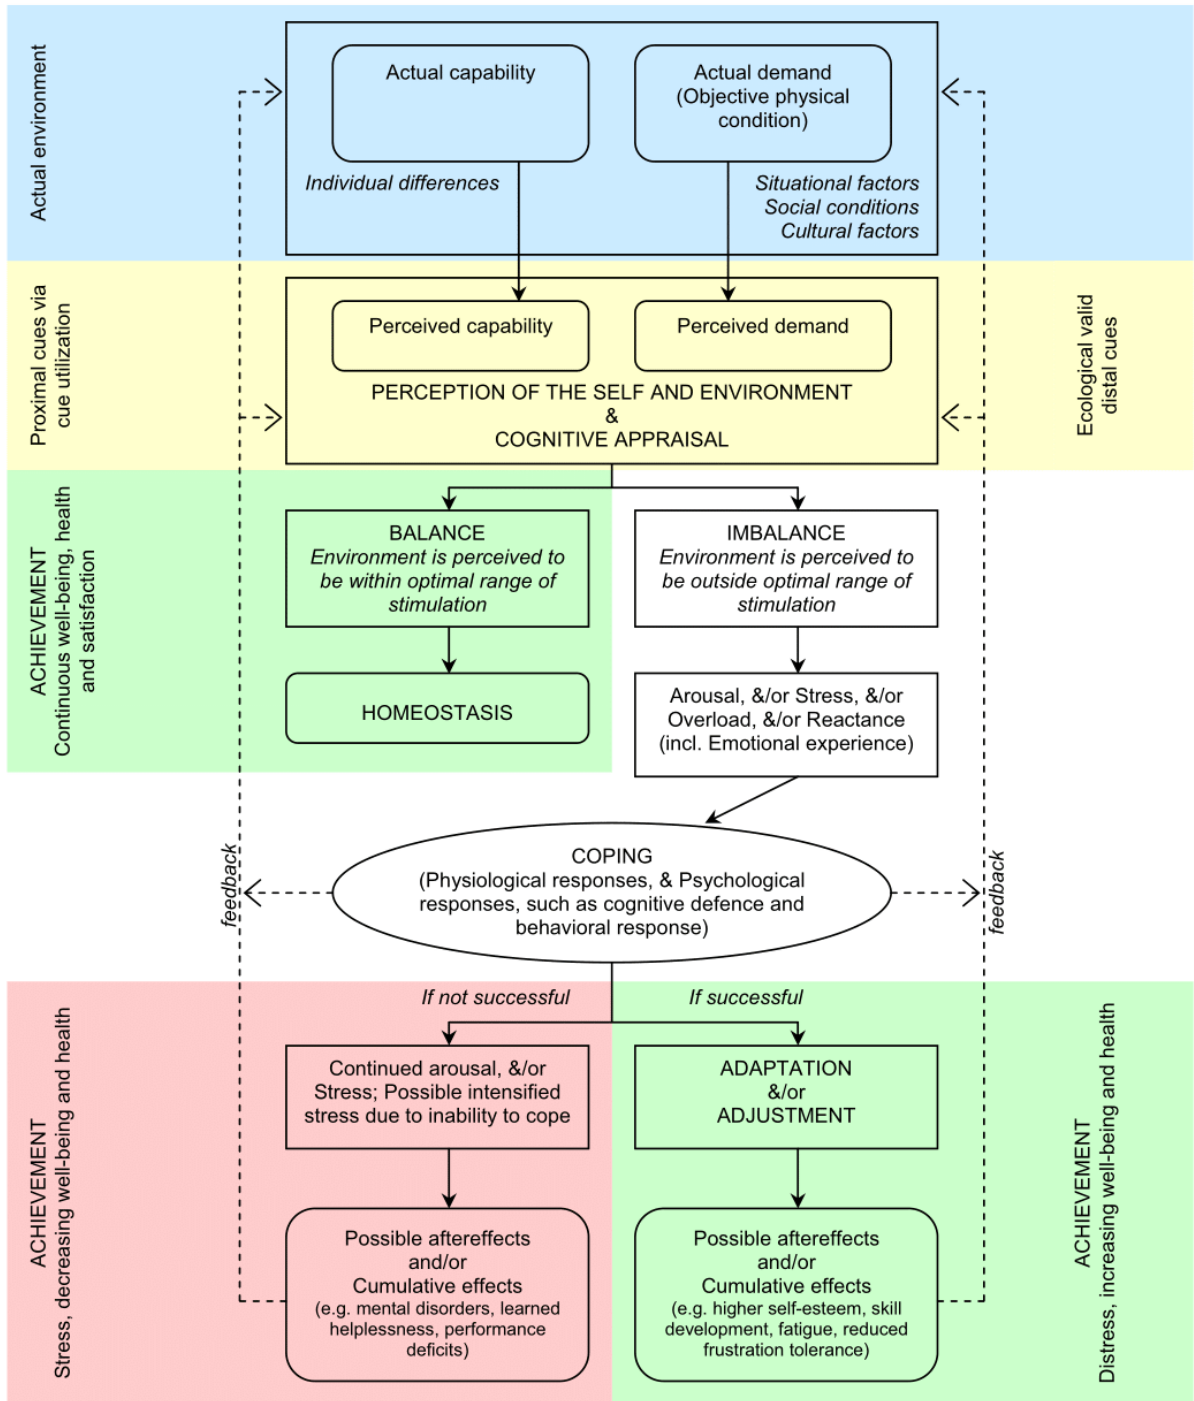 Actual environment
Actual capability
Actual demand
(Objective physical
condition)
Individual differences
Situational factors
Social conditions
Cultural factors
Proximal cues via
cue utilization
Perceived capability
Perceived demand
PERCEPTION OF THE SELF AND ENVIRONMENT
&
COGNITIVE APPRAISAL
Ecological valid
distal cues
ACHIEVEMENT
Continuous well-being, health
and satisfaction
BALANCE
Environment is perceived to
be within optimal range of
stimulation
IMBALANCE
Environment is perceived to
be outside optimal range of
stimulation
HOMEOSTASIS
Arousal, &/or Stress, &/or
Overload, &/or Reactance
(incl. Emotional experience)
feedback
COPING
(Physiological responses, & Psychological
responses, such as cognitive defence and
behavioral response)
feedback
If not successful
If successful
ACHIEVEMENT
Stress, decreasing well-being and health
Continued arousal, &/or
Stress; Possible intensified
stress due to inability to cope
ADAPTATION
&/or
ADJUSTMENT
ACHIEVEMENT
Distress, increasing well-being and health
Possible aftereffects
and/or
Cumulative effects
(e.g. mental disorders, learned
helplessness, performance
deficits)
Possible aftereffects
and/or
Cumulative effects
(e.g. higher self-esteem, skill
development, fatigue, reduced
frustration tolerance)